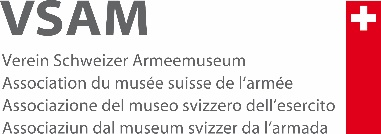 VSAM
Verein Schweizer Armeemuseum
Association du musée suisse de l'armée
Associazione del museo svizzero dell'esercito
Associaziun dal museum svizzer da l'armada